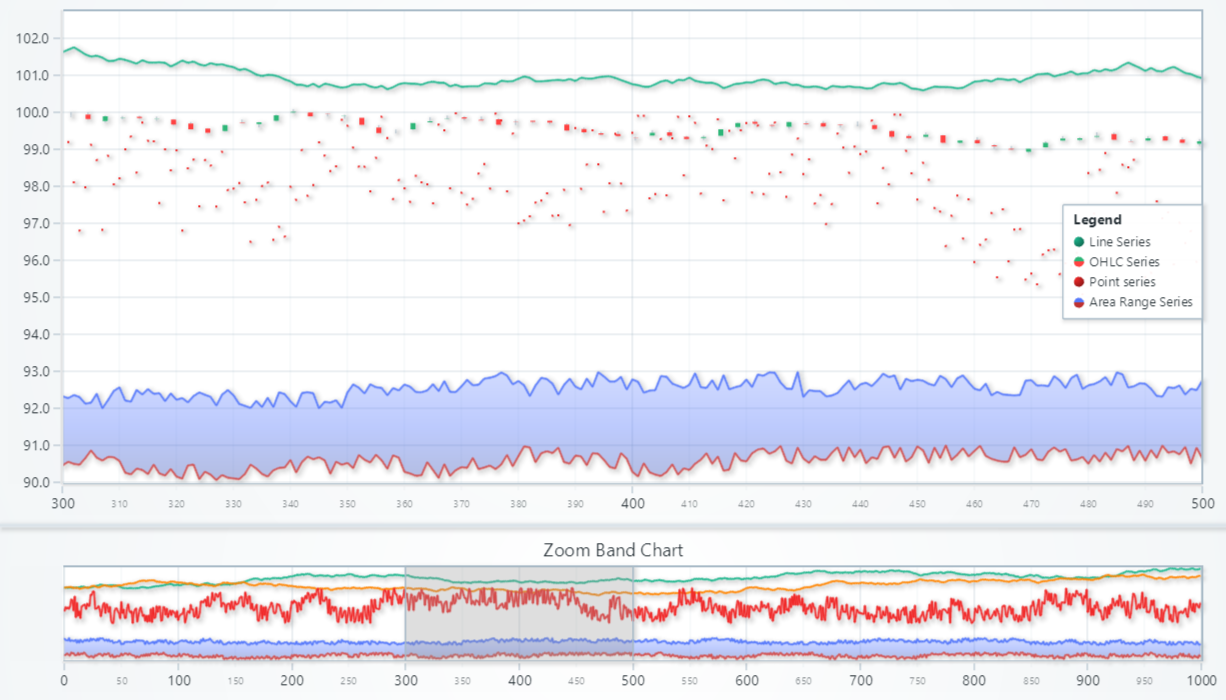 102.0
101.0
100.0
99.0
98.0
97.0
96.0
95.0
94.0
93.0
92.0
91.0
90.0
Legend
Line Series
OHLC Series
Point series
Area Range Series
300 310 320 330 340 350 360 370 380 390 400 410 420 430 440 450 460 470 480 490 500
Zoom Band Chart
0 50 100 150 200 250 300 350 400 450 500 550 600 650 700 750 800 850 900 950 1000